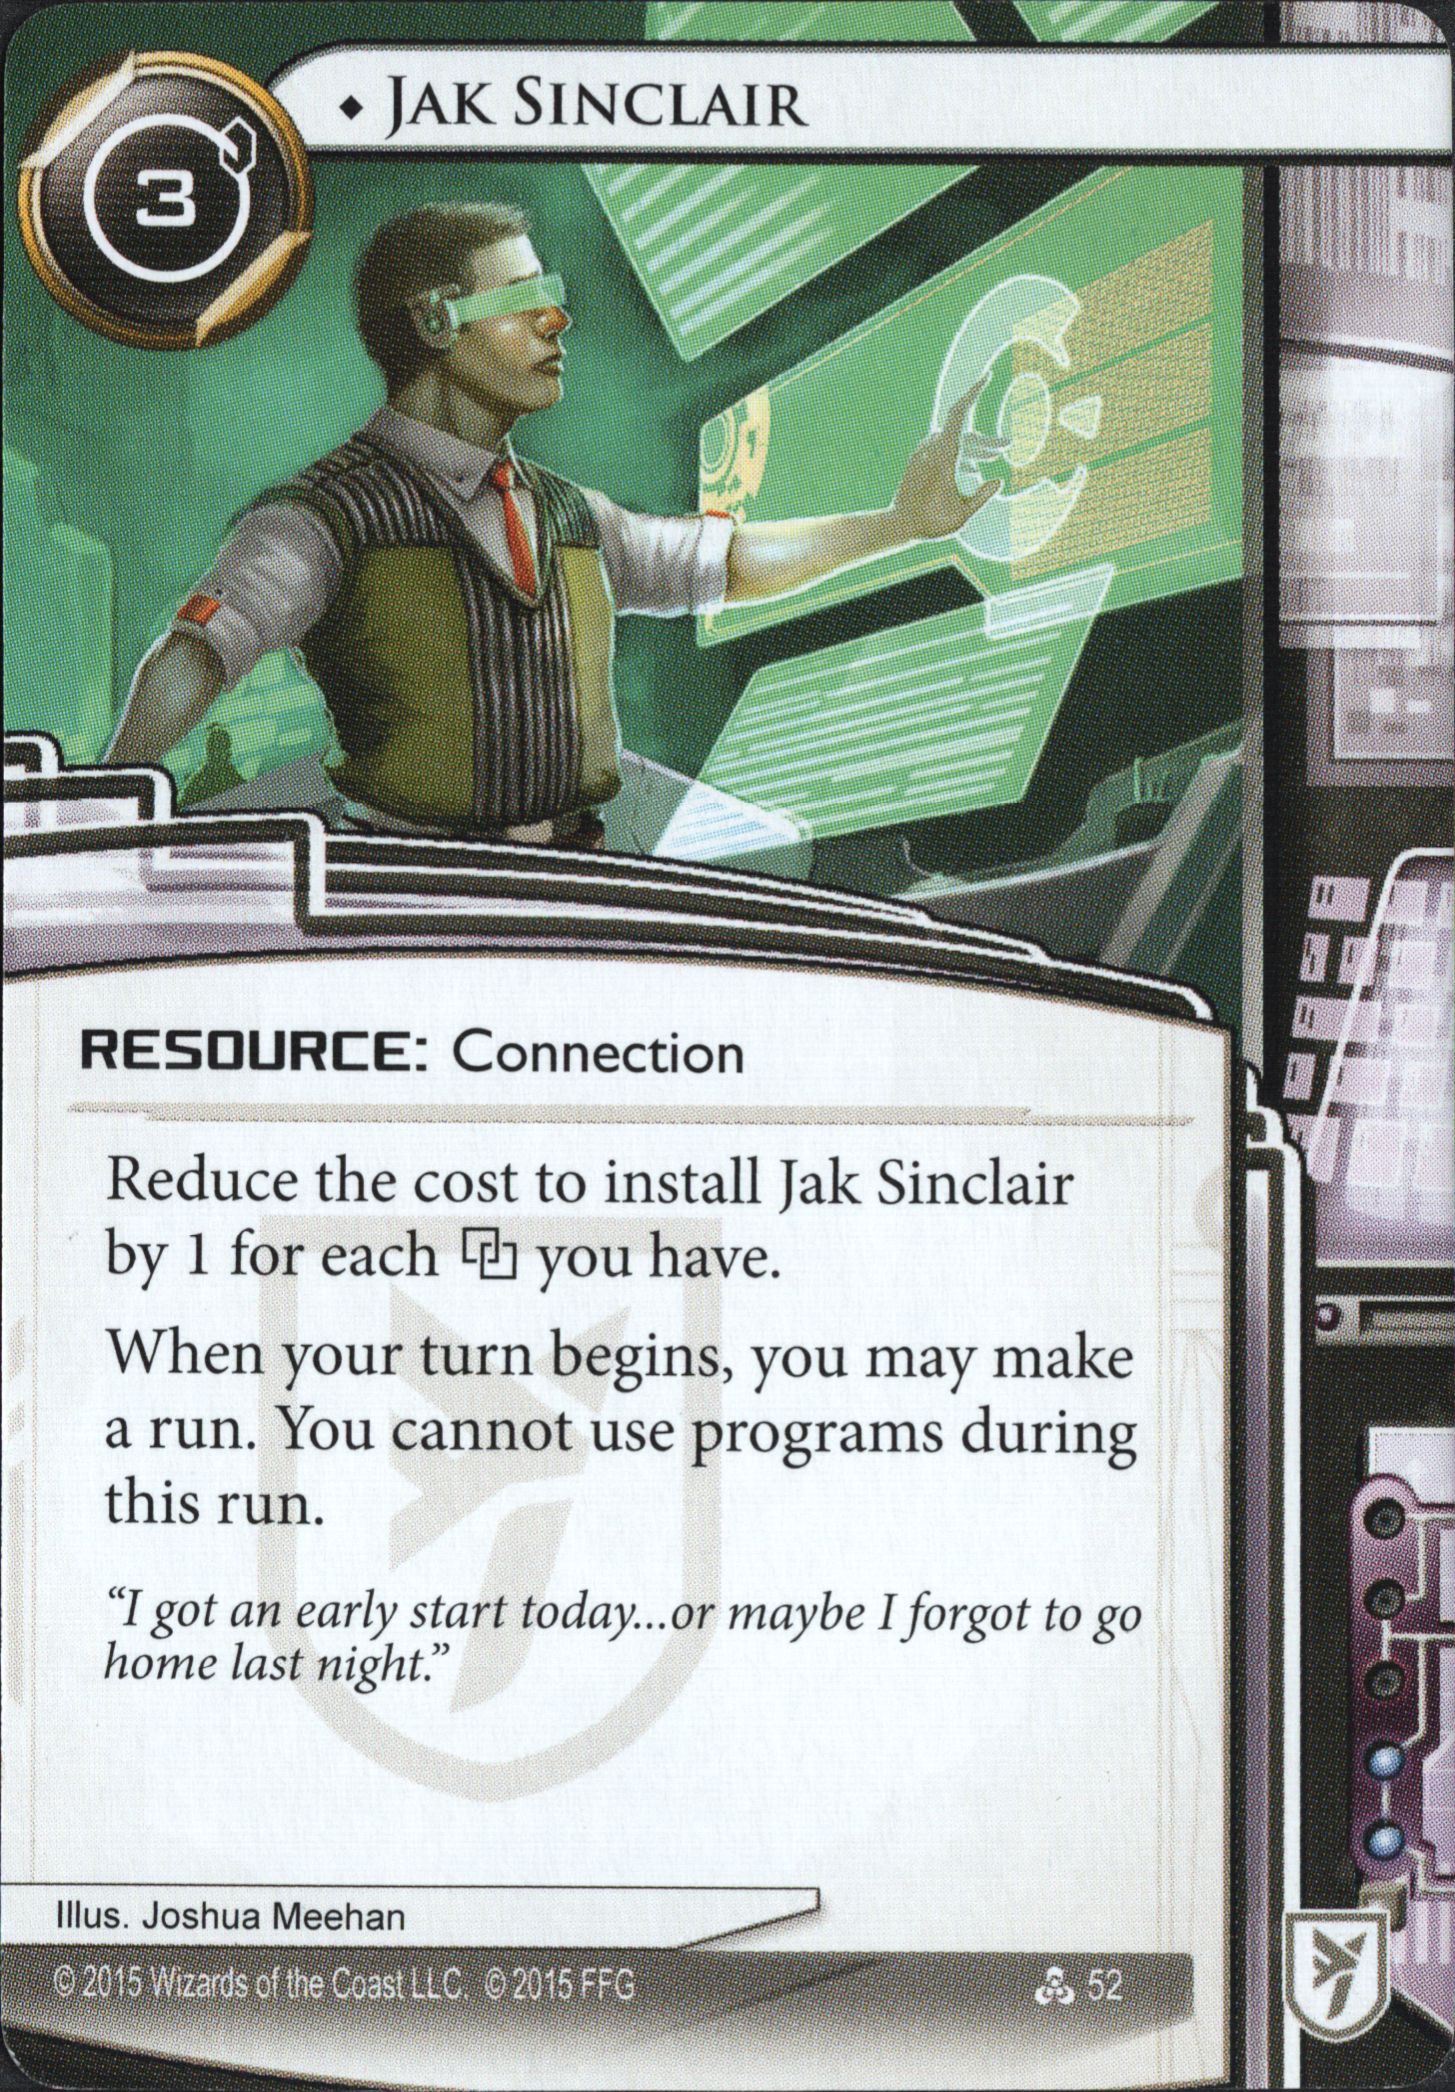 ◆ JAK SINCLAIR
3
RESOURCE: Connection
Reduce the cost to install Jak Sinclair
by 1 for each you have.
When your turn begins, you may make
a run. You cannot use programs during
this run.
“I got an early start today...or maybe I forgot to go
home last night.”
Illus. Joshua Meehan
© 2015 Wizards of the Coast LLC. © 2015 FFG
52